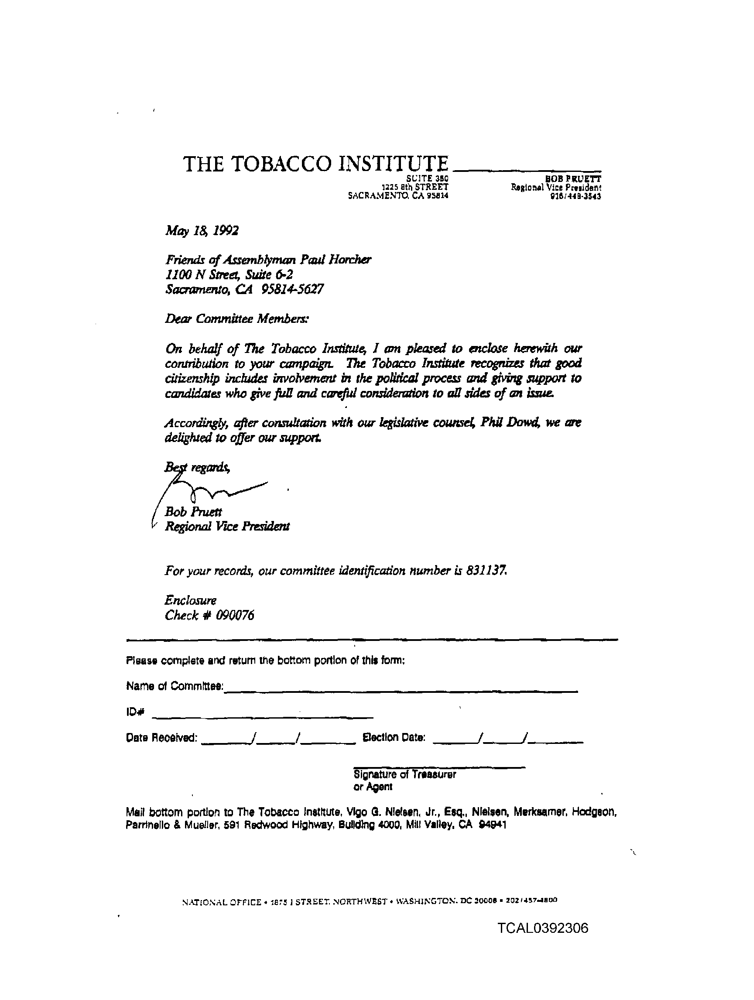 THE TOBACCO INSTITUTE
SUITE 350
1225 8th STREET
SACRAMENTO, CA 95814
BOB PRUETT
Regional Vice President
916/449-3543
May 18, 1992
Friends of Assemblyman Paul Horcher
1100 N Street, Suite 6-2
Sacramento, CA 95814-5627
Dear Committee Members:
On behalf of The Tobacco Institute, I am pleased to enclose herewith our
contribution to your campaign. The Tobacco Institute recognizes that good
citizenship includes involvement in the political process and giving support to
candidates who give full and careful consideration to all sides of an issue.
Accordingly, after consultation with our legislative counsel, Phil Dowd, we are
delighted to offer our support.
Best regards,
Bob Pruett
Regional Vice President
For your records, our committee identification number is 831137.
Enclosure
Check # 090076
Please complete and return the bottom portion of this form:
Name of Committee:
ID#
Date Received: / / Election Date: / /
Signature of Treasurer
or Agent
Mail bottom portion to The Tobacco Institute, Vigo G. Nielsen, Jr., Esq., Nielsen, Merksamer, Hodgson,
Parrinello & Mueller, 591 Redwood Highway, Building 4000, Mill Valley, CA 94941
NATIONAL OFFICE • 1875 I STREET, NORTHWEST • WASHINGTON, DC 20006 • 202/457-4800
TCAL0392306